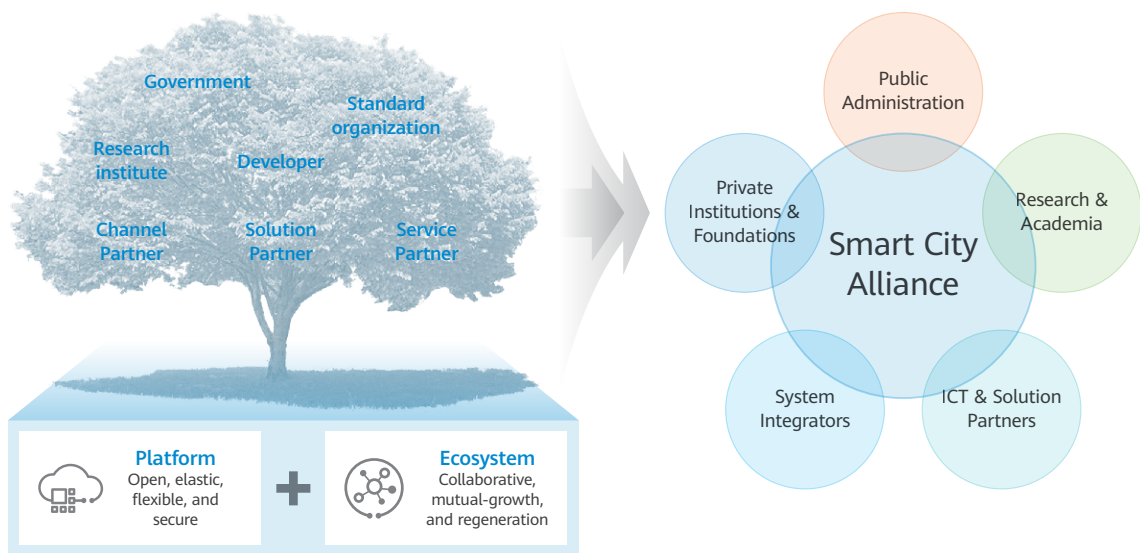 Government
Standard
organization
Research
institute
Developer
Channel
Partner
Solution
Partner
Service
Partner
Platform
Open, elastic,
flexible, and
secure
Ecosystem
Collaborative,
mutual-growth,
and regeneration
Public
Administration
Private
Institutions &
Foundations
Research &
Academia
Smart City
Alliance
System
Integrators
ICT & Solution
Partners